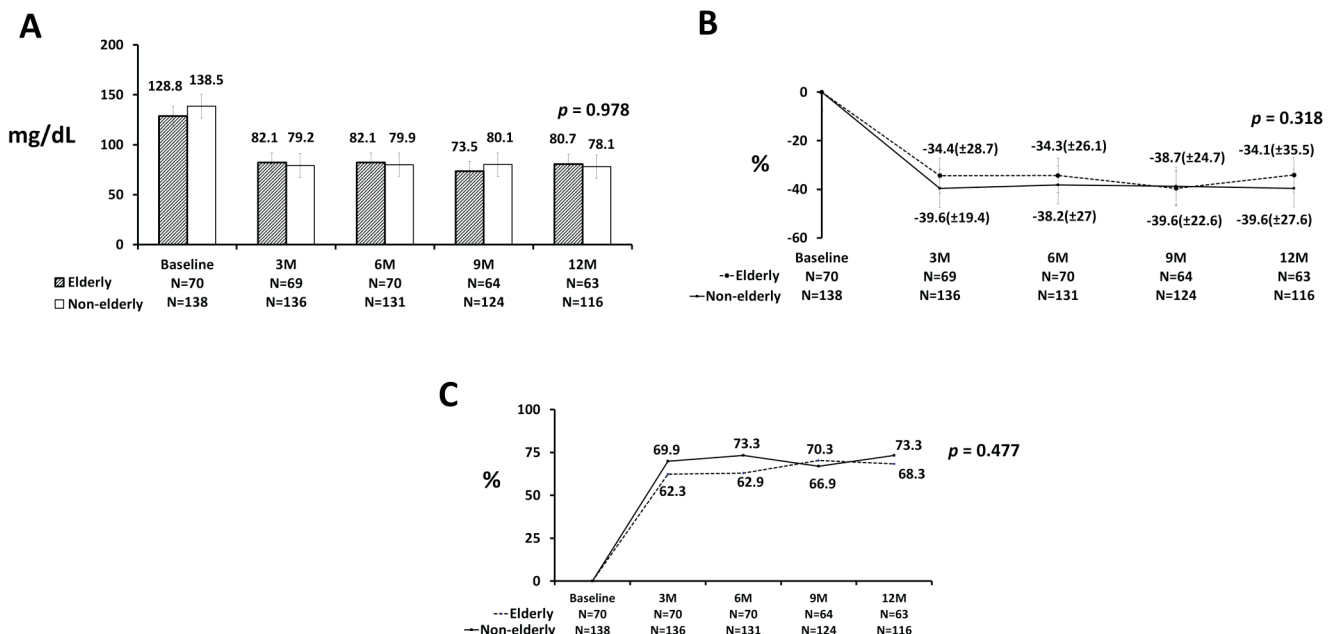 A
200
150
100
50
0
mg/dL
128.8 138.5
82.1 79.2
82.1 79.9
73.5 80.1
80.7 78.1
p = 0.978
Baseline 3M 6M 9M 12M
Elderly N=70 N=69 N=70 N=64 N=63
Non-elderly N=138 N=136 N=131 N=124 N=116
B
0
-20
-40
-60
%
p = 0.318
-34.4(±28.7) -34.3(±26.1) -38.7(±24.7) -34.1(±35.5)
-39.6(±19.4) -38.2(±27) -39.6(±22.6) -39.6(±27.6)
Baseline 3M 6M 9M 12M
Elderly N=70 N=69 N=70 N=64 N=63
Non-elderly N=138 N=136 N=131 N=124 N=116
C
100
75
50
25
0
%
69.9 73.3 70.3 73.3
62.3 62.9 66.9 68.3
p = 0.477
Baseline 3M 6M 9M 12M
Elderly N=70 N=70 N=70 N=64 N=63
Non-elderly N=138 N=136 N=131 N=124 N=116